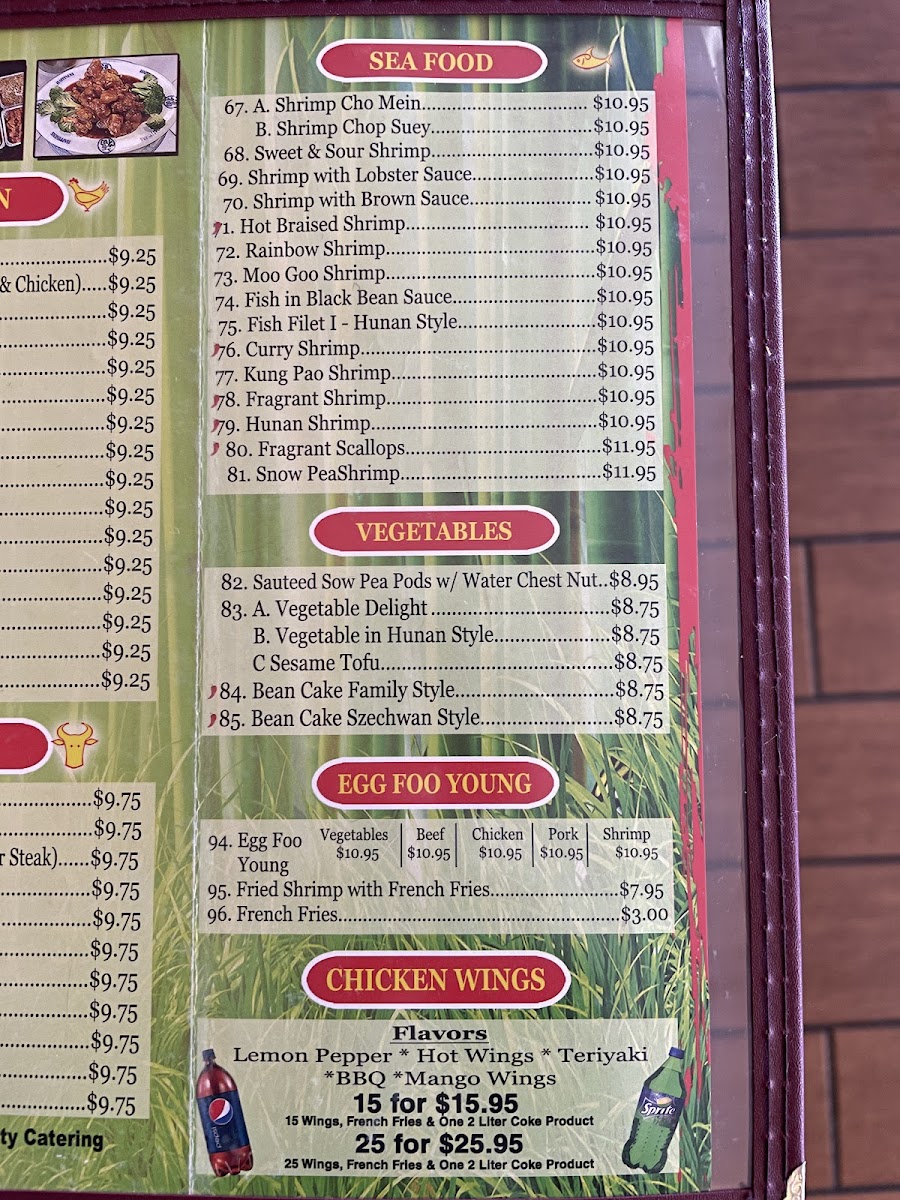 N
$9.25
& Chicken).....$9.25
$9.25
$9.25
$9.25
$9.25
$9.25
$9.25
$9.25
$9.25
$9.25
$9.25
$9.25
$9.25
$9.25
$9.25
$9.75
$9.75
r Steak)......$9.75
$9.75
$9.75
$9.75
$9.75
$9.75
$9.75
$9.75
$9.75
ty Catering
SEA FOOD
67. A. Shrimp Cho Mein............................ $10.95
B. Shrimp Chop Suey............................$10.95
68. Sweet & Sour Shrimp............................$10.95
69. Shrimp with Lobster Sauce.....................$10.95
70. Shrimp with Brown Sauce..................... $10.95
71. Hot Braised Shrimp............................... $10.95
72. Rainbow Shrimp....................................$10.95
73. Moo Goo Shrimp....................................$10.95
74. Fish in Black Bean Sauce........................$10.95
75. Fish Filet I - Hunan Style.......................$10.95
76. Curry Shrimp.........................................$10.95
77. Kung Pao Shrimp...................................$10.95
78. Fragrant Shrimp....................................$10.95
79. Hunan Shrimp.......................................$10.95
80. Fragrant Scallops..................................$11.95
81. Snow PeaShrimp...................................$11.95
VEGETABLES
82. Sauteed Sow Pea Pods w/ Water Chest Nut..$8.95
83. A. Vegetable Delight..............................$8.75
B. Vegetable in Hunan Style...................$8.75
C Sesame Tofu......................................$8.75
84. Bean Cake Family Style..........................$8.75
85. Bean Cake Szechwan Style......................$8.75
EGG FOO YOUNG
94. Egg Foo Young Vegetables $10.95 Beef $10.95 Chicken $10.95 Pork $10.95 Shrimp $10.95
95. Fried Shrimp with French Fries.....................$7.95
96. French Fries..............................................$3.00
CHICKEN WINGS
Flavors
Lemon Pepper * Hot Wings * Teriyaki
*BBQ *Mango Wings
15 for $15.95
15 Wings, French Fries & One 2 Liter Coke Product
25 for $25.95
25 Wings, French Fries & One 2 Liter Coke Product
pepsi
Sprite